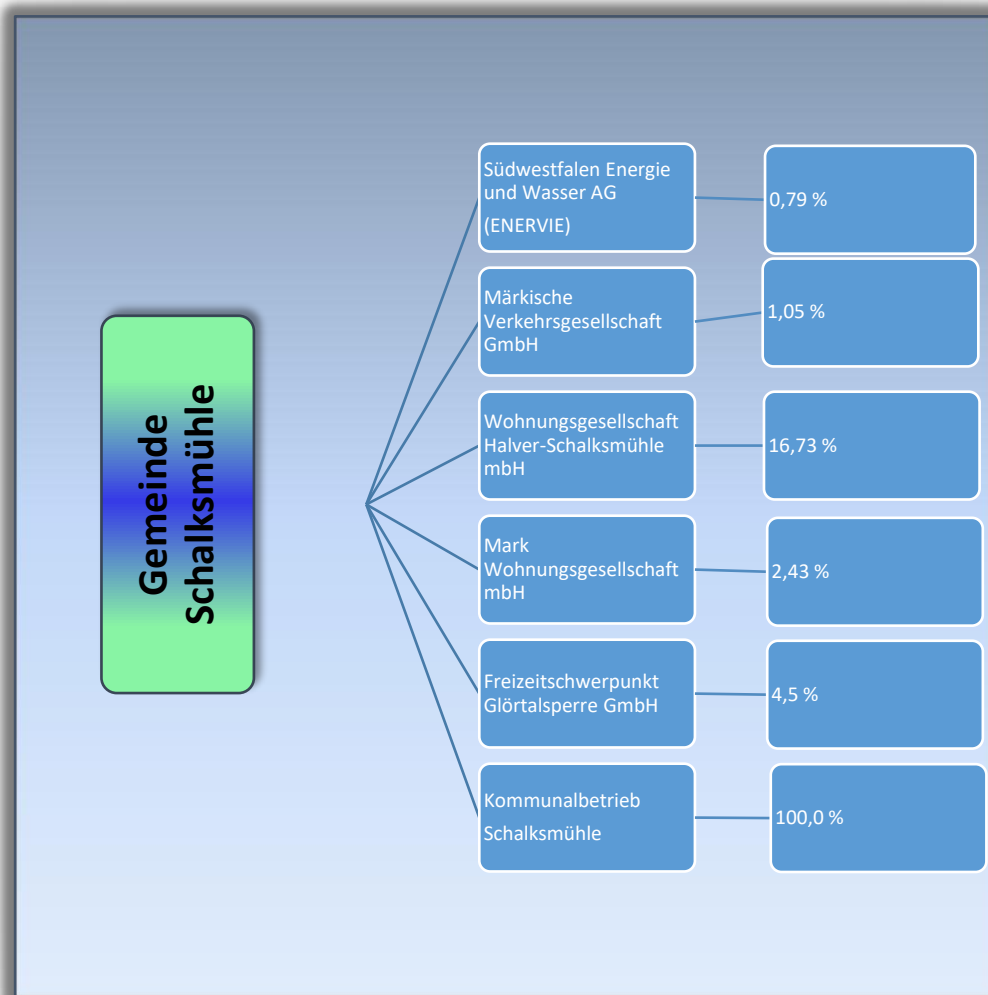 Gemeinde
Schalksmühle
Südwestfalen Energie
und Wasser AG
(ENERVIE)
0,79 %
Märkische
Verkehrsgesellschaft
GmbH
1,05 %
Wohnungsgesellschaft
Halver-Schalksmühle
mbH
16,73 %
Mark
Wohnungsgesellschaft
mbH
2,43 %
Freizeitschwerpunkt
Glörtalsperre GmbH
4,5 %
Kommunalbetrieb
Schalksmühle
100,0 %